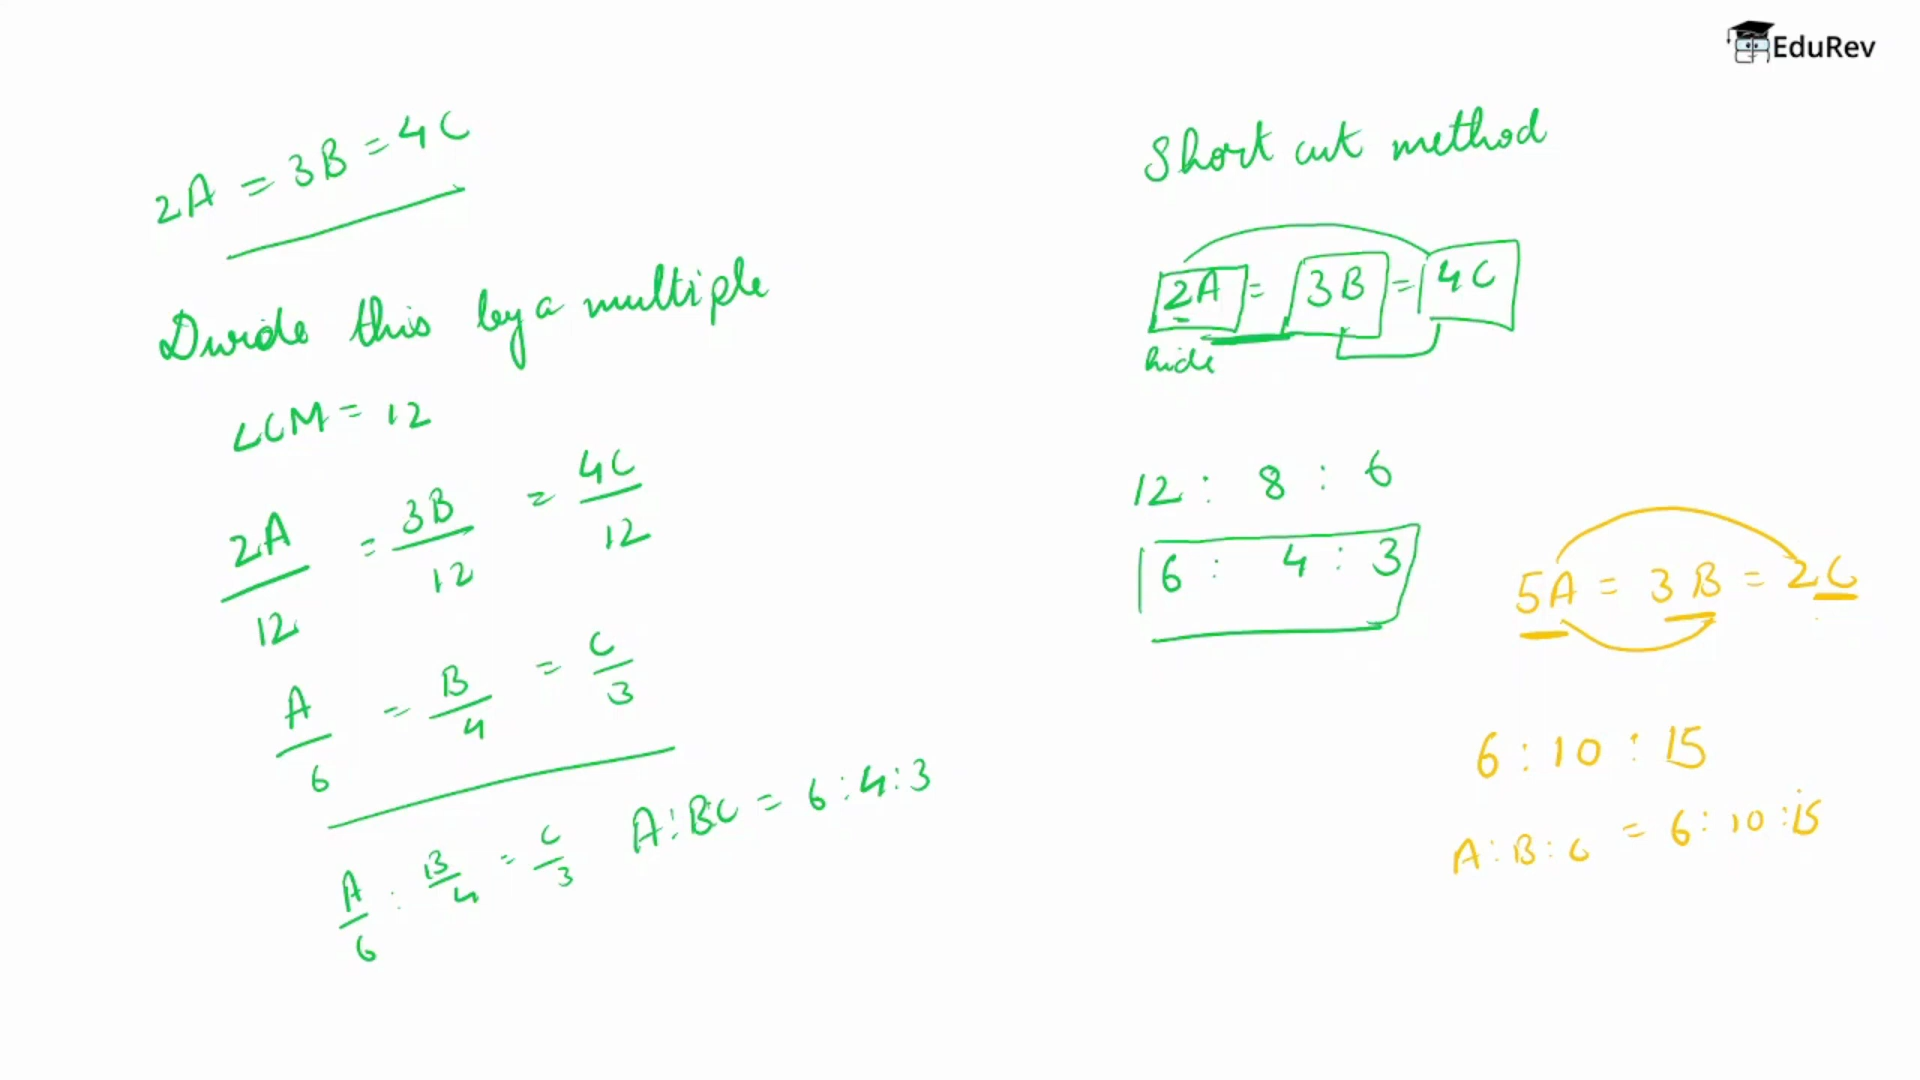 EduRev
2A = 3B = 4C
Divide this by a multiple
LCM = 12
2A/12 = 3B/12 = 4C/12
A/6 = B/4 = C/3
A/6 : B/4 = C/3 A:B:C = 6:4:3
Short cut method
2A = 3B = 4C
hide
12 : 8 : 6
6 : 4 : 3
5A = 3B = 2C
6 : 10 : 15
A : B : C = 6 : 10 : 15